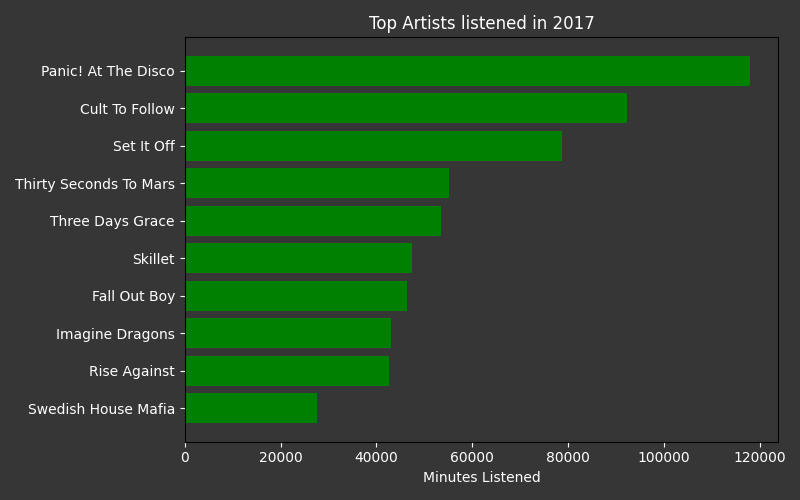 Top Artists listened in 2017
Panic! At The Disco
Cult To Follow
Set It Off
Thirty Seconds To Mars
Three Days Grace
Skillet
Fall Out Boy
Imagine Dragons
Rise Against
Swedish House Mafia
0 20000 40000 60000 80000 100000 120000
Minutes Listened